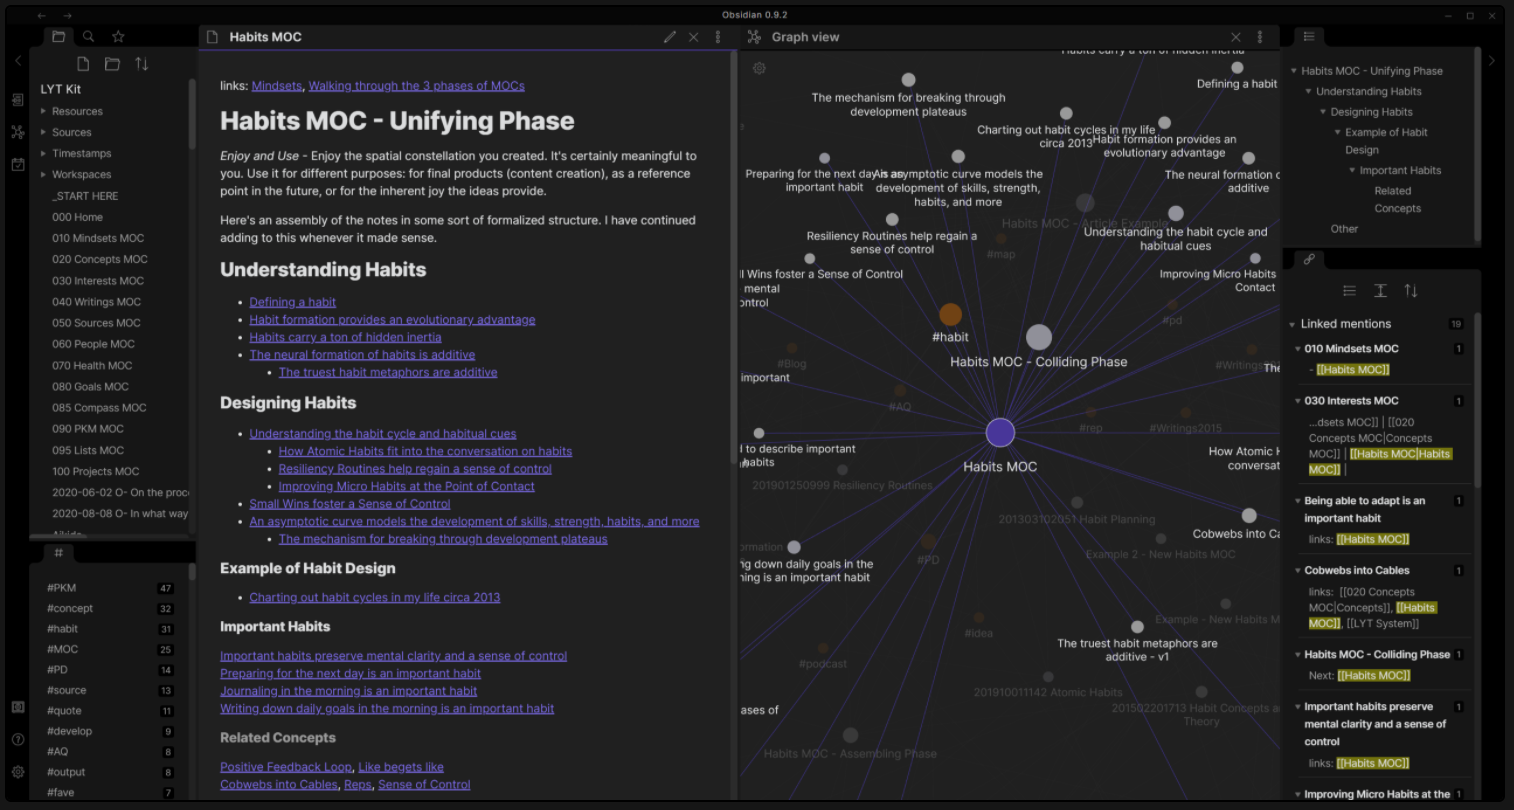 Obsidian 0.9.2
LYT Kit
Resources
Sources
Timestamps
Workspaces
_START HERE
000 Home
010 Mindsets MOC
020 Concepts MOC
030 Interests MOC
040 Writings MOC
050 Sources MOC
060 People MOC
070 Health MOC
080 Goals MOC
085 Compass MOC
090 PKM MOC
095 Lists MOC
100 Projects MOC
2020-06-02 O- On the proc
2020-08-08 O- In what way
#
#PKM 47
#concept 32
#habit 31
#MOC 25
#PD 14
#source 13
#quote 11
#develop 9
#AQ 8
#output 8
#fave 7
Habits MOC
links: Mindsets, Walking through the 3 phases of MOCs
Habits MOC - Unifying Phase
Enjoy and Use - Enjoy the spatial constellation you created. It's certainly meaningful to
you. Use it for different purposes: for final products (content creation), as a reference
point in the future, or for the inherent joy the ideas provide.
Here's an assembly of the notes in some sort of formalized structure. I have continued
adding to this whenever it made sense.
Understanding Habits
• Defining a habit
• Habit formation provides an evolutionary advantage
• Habits carry a ton of hidden inertia
• The neural formation of habits is additive
• The truest habit metaphors are additive
Designing Habits
• Understanding the habit cycle and habitual cues
• How Atomic Habits fit into the conversation on habits
• Resiliency Routines help regain a sense of control
• Improving Micro Habits at the Point of Contact
• Small Wins foster a Sense of Control
• An asymptotic curve models the development of skills, strength, habits, and more
• The mechanism for breaking through development plateaus
Example of Habit Design
• Charting out habit cycles in my life circa 2013
Important Habits
Important habits preserve mental clarity and a sense of control
Preparing for the next day is an important habit
Journaling in the morning is an important habit
Writing down daily goals in the morning is an important habit
Related Concepts
Positive Feedback Loop, Like begets like
Cobwebs into Cables, Reps, Sense of Control
Graph view
Habits carry a ton of hidden inertia
Defining a habit
The mechanism for breaking through
development plateaus
Charting out habit cycles in my life
circa 2013
Habit formation provides an
evolutionary advantage
Preparing for the next day is an
important habit
An asymptotic curve models the
development of skills, strength,
habits, and more
The neural formation o
additive
Habits MOC - Article Example
Resiliency Routines help regain a
sense of control
Understanding the habit cycle and
habitual cues
#map
ll Wins foster a Sense of Control
mental
ontrol
Improving Micro Habits
Contact
#habit
#pd
Habits MOC - Colliding Phase
#Blog
#Writings201
The
important
#AQ
#rep
#Writings2015
d to describe important
habits
Habits MOC
How Atomic H
conversat
201901250999 Resiliency Routines
201303102051 Habit Planning
Cobwebs into Ca
ormation
ng down daily goals in the
ning is an important habit
#PD
Example 2 - New Habits MOC
Example - New Habits M
#idea
The truest habit metaphors are
additive - v1
#podcast
201910011142 Atomic Habits
201502201713 Habit Concepts a
Theory
ases of
Habits MOC - Assembling Phase
Habits MOC - Unifying Phase
Understanding Habits
Designing Habits
Example of Habit
Design
Important Habits
Related
Concepts
Other
Linked mentions 19
010 Mindsets MOC 1
- [[Habits MOC]]
030 Interests MOC 1
...dsets MOC]] | [[020
Concepts MOC|Concepts
MOC]] | [[Habits MOC|Habits
MOC]] |
Being able to adapt is an 1
important habit
links: [[Habits MOC]]
Cobwebs into Cables 1
links: [[020 Concepts
MOC|Concepts]], [[Habits
MOC]], [[LYT System]]
Habits MOC - Colliding Phase 1
Next: [[Habits MOC]]
Important habits preserve 1
mental clarity and a sense of
control
links: [[Habits MOC]]
Improving Micro Habits at the 1